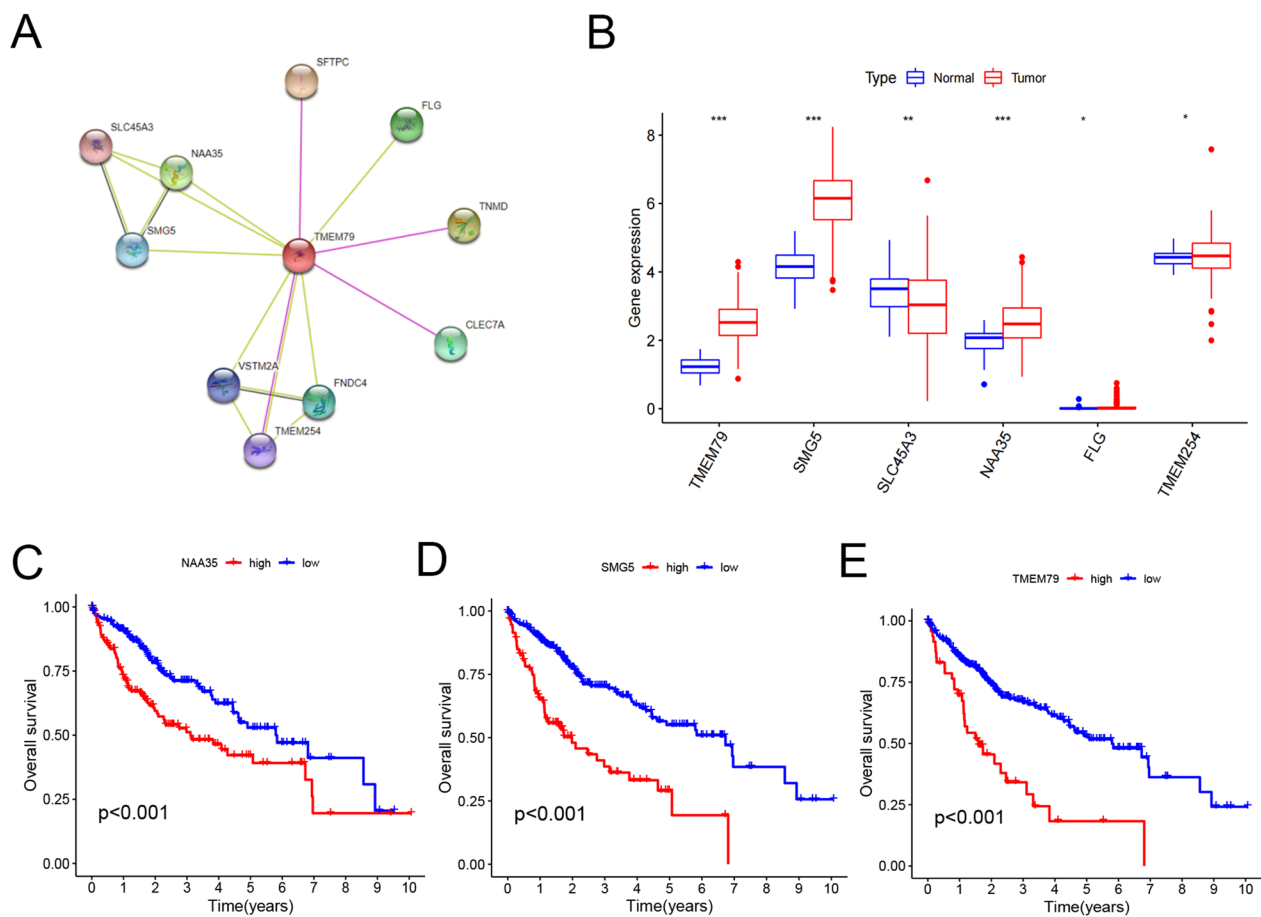 A
SFTPC
FLG
SLC45A3
NAA35
TNMD
SMG5
TMEM79
CLEC7A
VSTM2A
FNDC4
TMEM254
B
Type Normal Tumor
*** *** ** *** * *
Gene expression
8
6
4
2
0
TMEM79
SMG5
SLC45A3
NAA35
FLG
TMEM254
C
NAA35 high low
Overall survival
1.00
0.75
0.50
0.25
0.00
p<0.001
0 1 2 3 4 5 6 7 8 9 10
Time(years)
D
SMG5 high low
Overall survival
1.00
0.75
0.50
0.25
0.00
p<0.001
0 1 2 3 4 5 6 7 8 9 10
Time(years)
E
TMEM79 high low
Overall survival
1.00
0.75
0.50
0.25
0.00
p<0.001
0 1 2 3 4 5 6 7 8 9 10
Time(years)